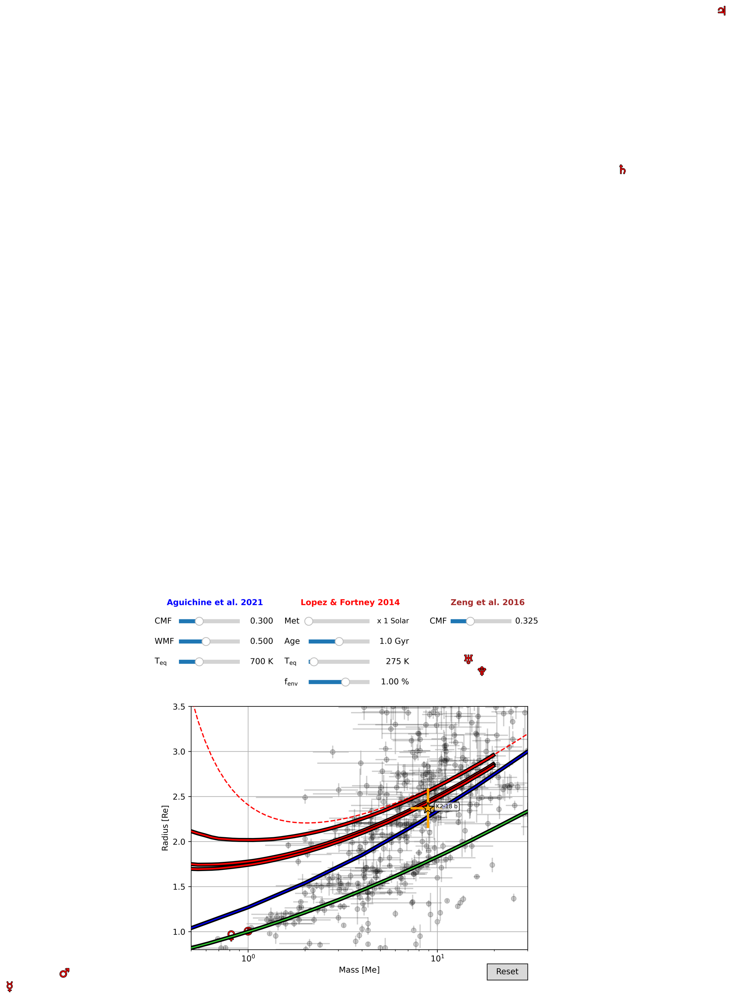 ♃
♄
Aguichine et al. 2021 Lopez & Fortney 2014 Zeng et al. 2016
CMF 0.300 Met x 1 Solar CMF 0.325
WMF 0.500 Age 1.0 Gyr
Teq 700 K Teq 275 K
♅
♆
fenv 1.00 %
3.5
3.0
2.5
K2-18 b
2.0
1.5
1.0
Radius [Re]
10⁰ 10¹
Mass [Me]
Reset
♀
♂
☿